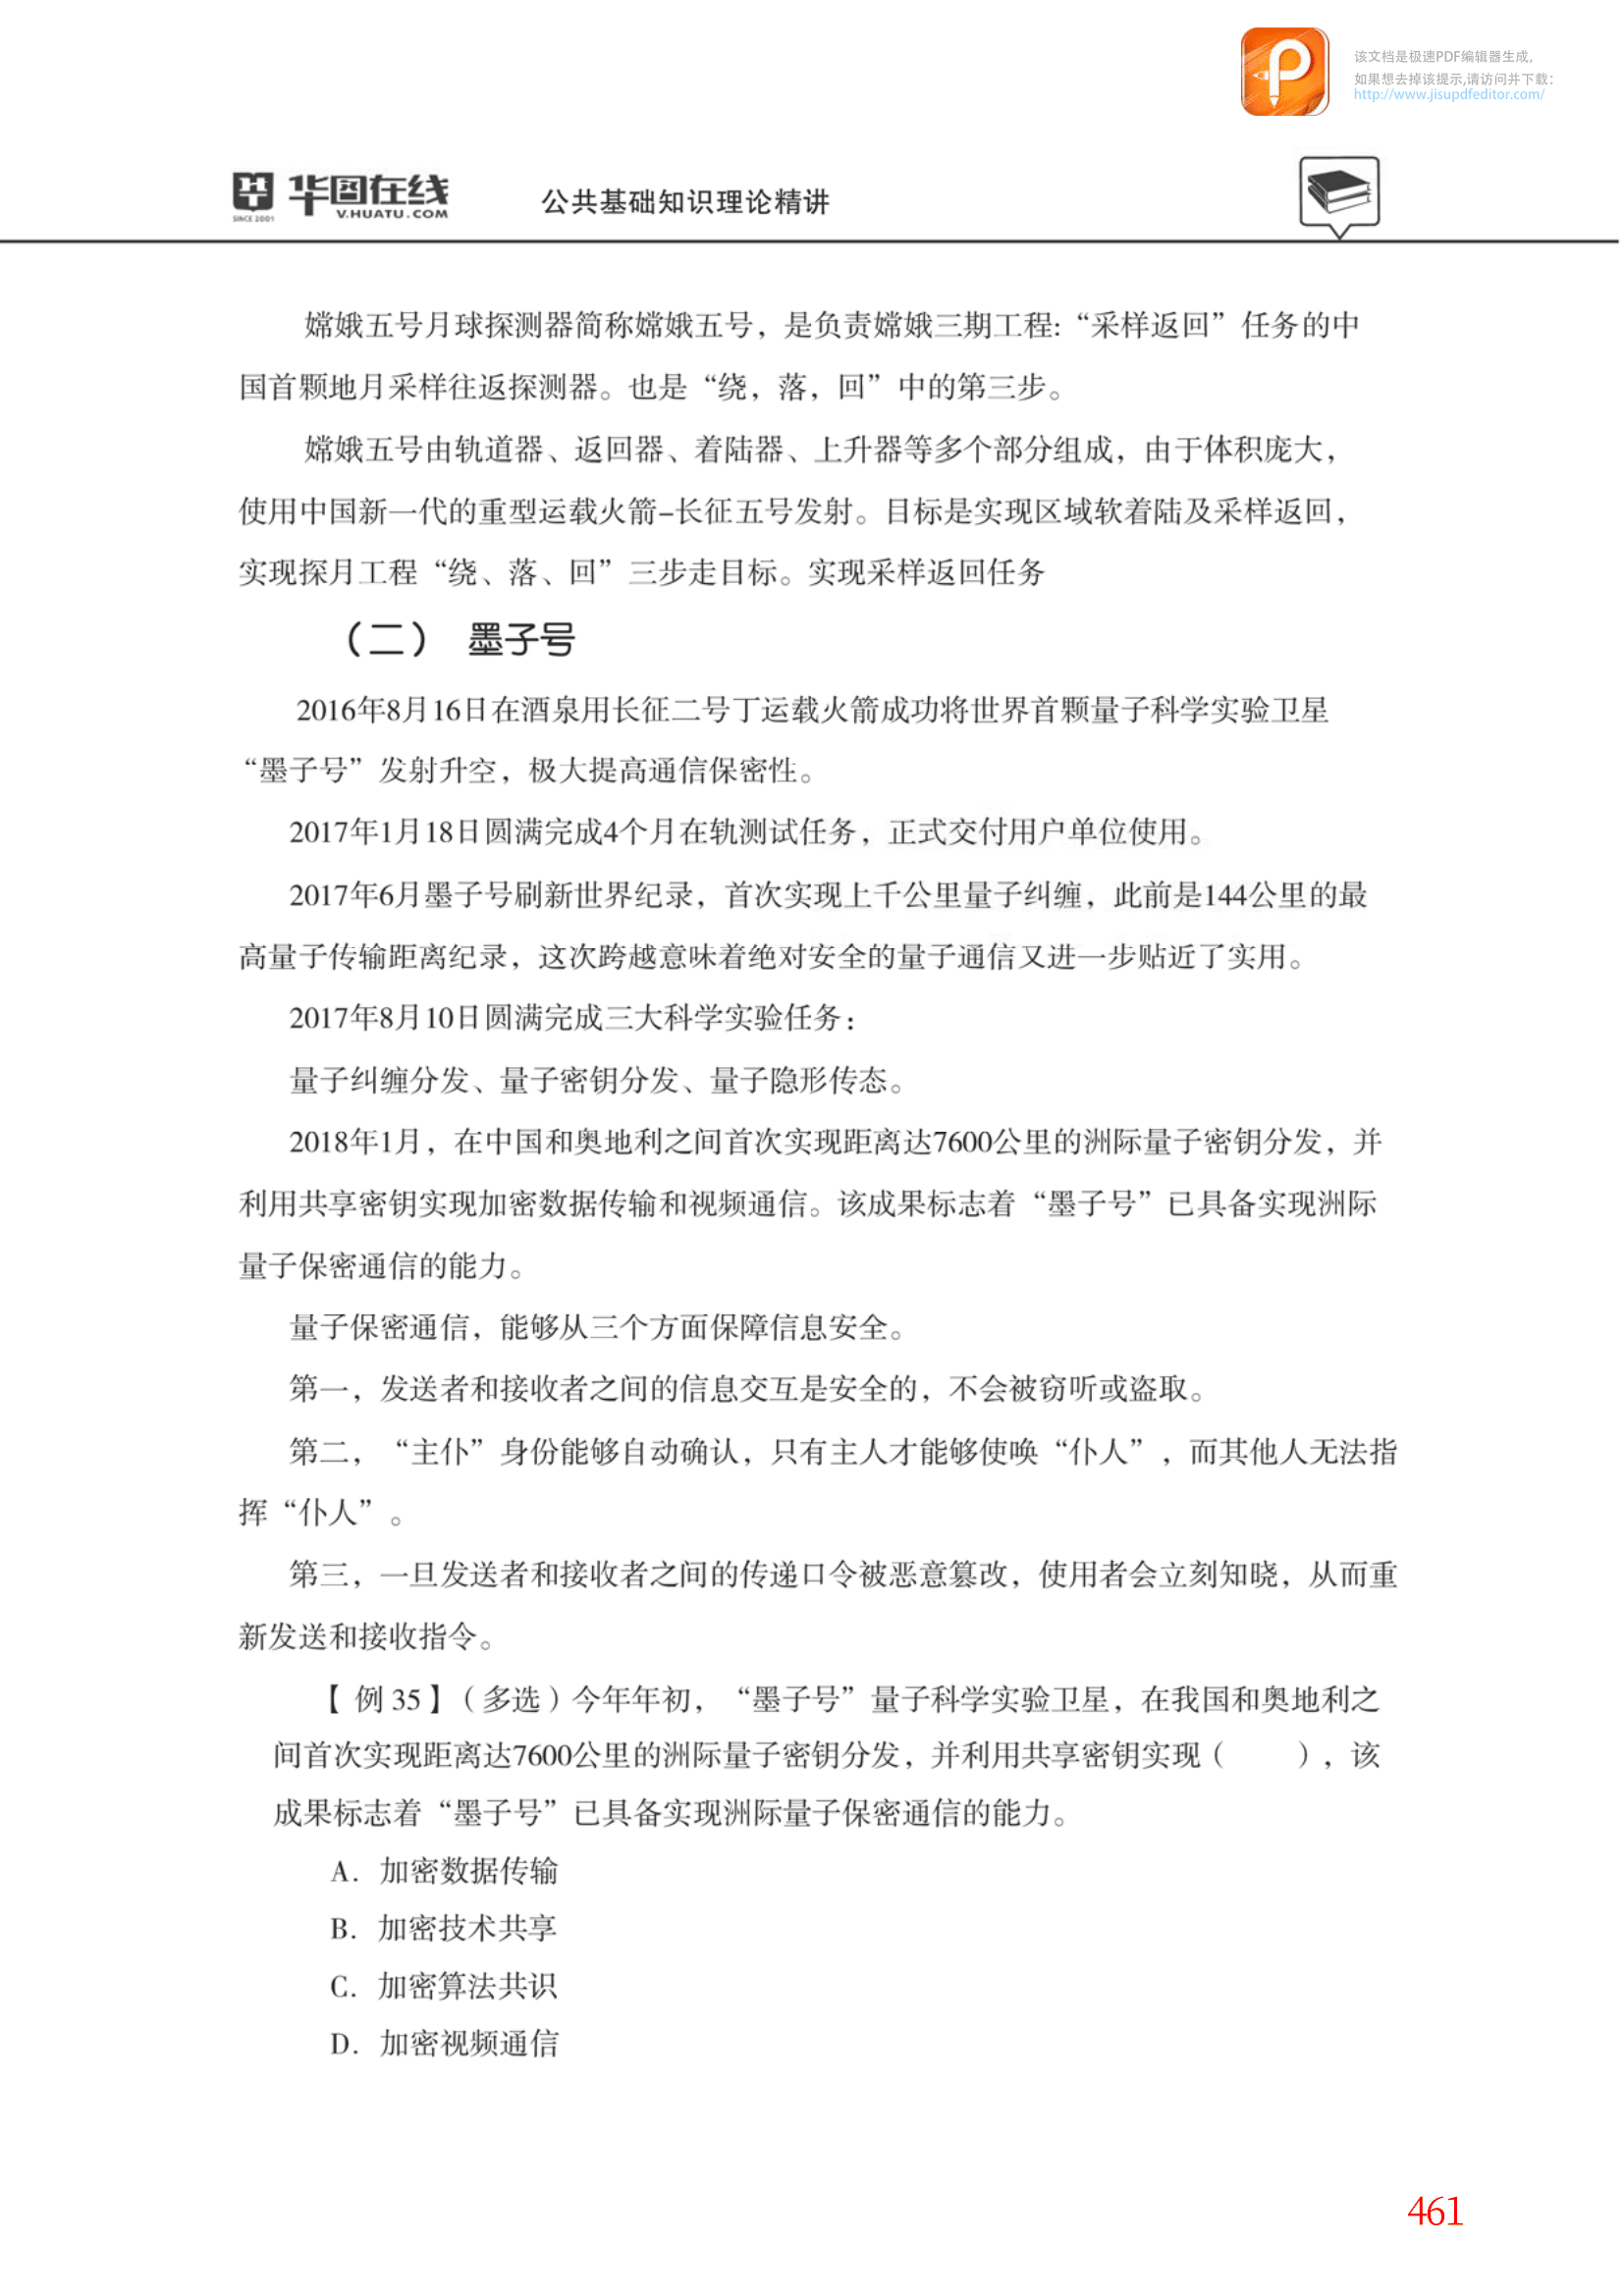 该文档是极速PDF编辑器生成,
如果想去掉该提示,请访问并下载:
http://www.jisupdfeditor.com/
华图在线
SINCE 2001
V.HUATU.COM
公共基础知识理论精讲
嫦娥五号月球探测器简称嫦娥五号，是负责嫦娥三期工程:“采样返回”任务的中
国首颗地月采样往返探测器。也是“绕，落，回”中的第三步。
嫦娥五号由轨道器、返回器、着陆器、上升器等多个部分组成，由于体积庞大，
使用中国新一代的重型运载火箭-长征五号发射。目标是实现区域软着陆及采样返回，
实现探月工程“绕、落、回”三步走目标。实现采样返回任务
（二） 墨子号
2016年8月16日在酒泉用长征二号丁运载火箭成功将世界首颗量子科学实验卫星
“墨子号”发射升空，极大提高通信保密性。
2017年1月18日圆满完成4个月在轨测试任务，正式交付用户单位使用。
2017年6月墨子号刷新世界纪录，首次实现上千公里量子纠缠，此前是144公里的最
高量子传输距离纪录，这次跨越意味着绝对安全的量子通信又进一步贴近了实用。
2017年8月10日圆满完成三大科学实验任务：
量子纠缠分发、量子密钥分发、量子隐形传态。
2018年1月，在中国和奥地利之间首次实现距离达7600公里的洲际量子密钥分发，并
利用共享密钥实现加密数据传输和视频通信。该成果标志着“墨子号”已具备实现洲际
量子保密通信的能力。
量子保密通信，能够从三个方面保障信息安全。
第一，发送者和接收者之间的信息交互是安全的，不会被窃听或盗取。
第二，“主仆”身份能够自动确认，只有主人才能够使唤“仆人”，而其他人无法指
挥“仆人”。
第三，一旦发送者和接收者之间的传递口令被恶意篡改，使用者会立刻知晓，从而重
新发送和接收指令。
【 例 35】（多选）今年年初，“墨子号”量子科学实验卫星，在我国和奥地利之
间首次实现距离达7600公里的洲际量子密钥分发，并利用共享密钥实现（ ），该
成果标志着“墨子号”已具备实现洲际量子保密通信的能力。
A. 加密数据传输
B. 加密技术共享
C. 加密算法共识
D. 加密视频通信
461